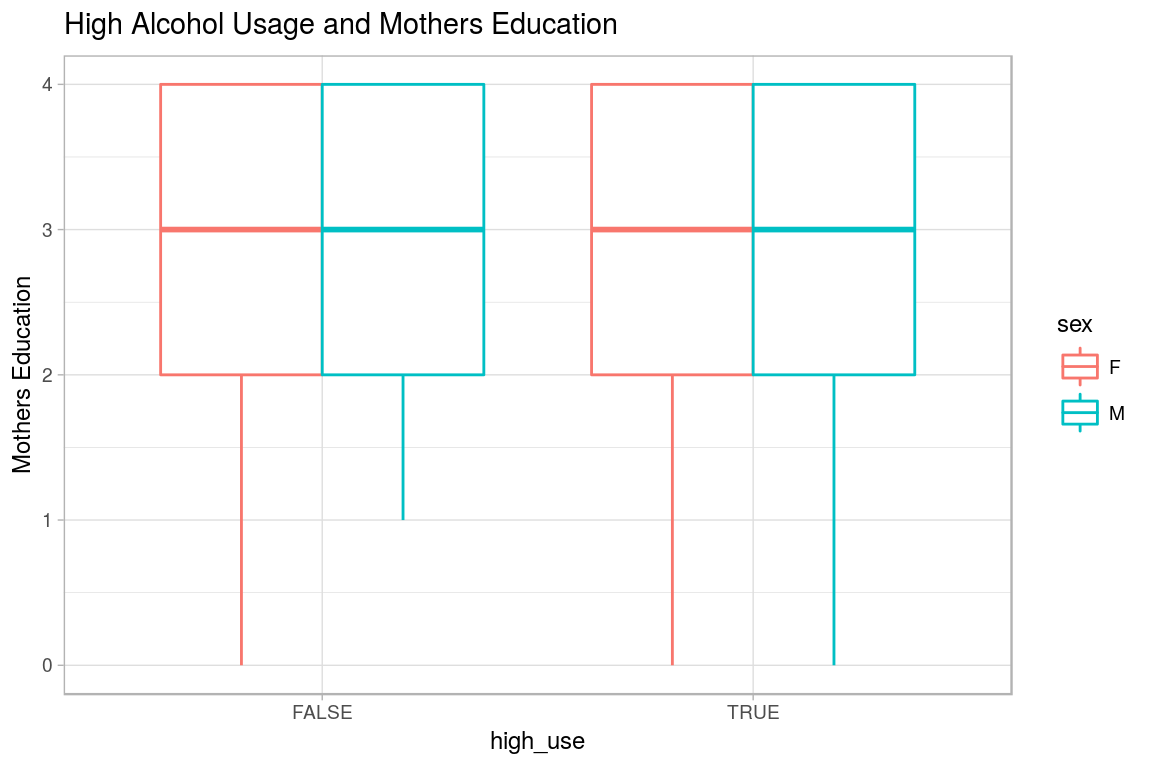 High Alcohol Usage and Mothers Education
Mothers Education
4
3
2
1
0
FALSE
TRUE
high_use
sex
F
M